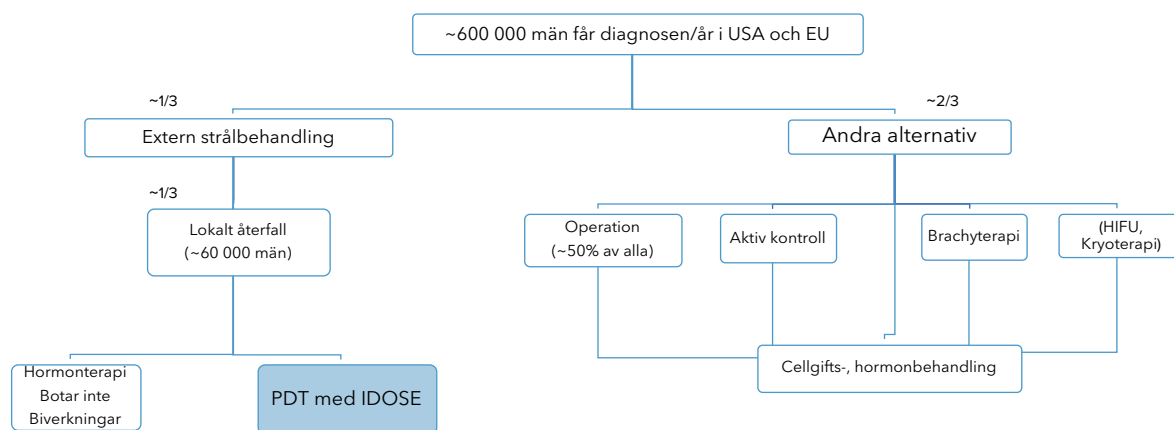 ~600 000 män får diagnosen/år i USA och EU
~1/3
~2/3
Extern strålbehandling
Andra alternativ
~1/3
Lokalt återfall
(~60 000 män)
Operation
(~50% av alla)
Aktiv kontroll
Brachyterapi
(HIFU,
Kryoterapi)
Hormonterapi
Botar inte
Biverkningar
PDT med IDOSE
Cellgifts-, hormonbehandling